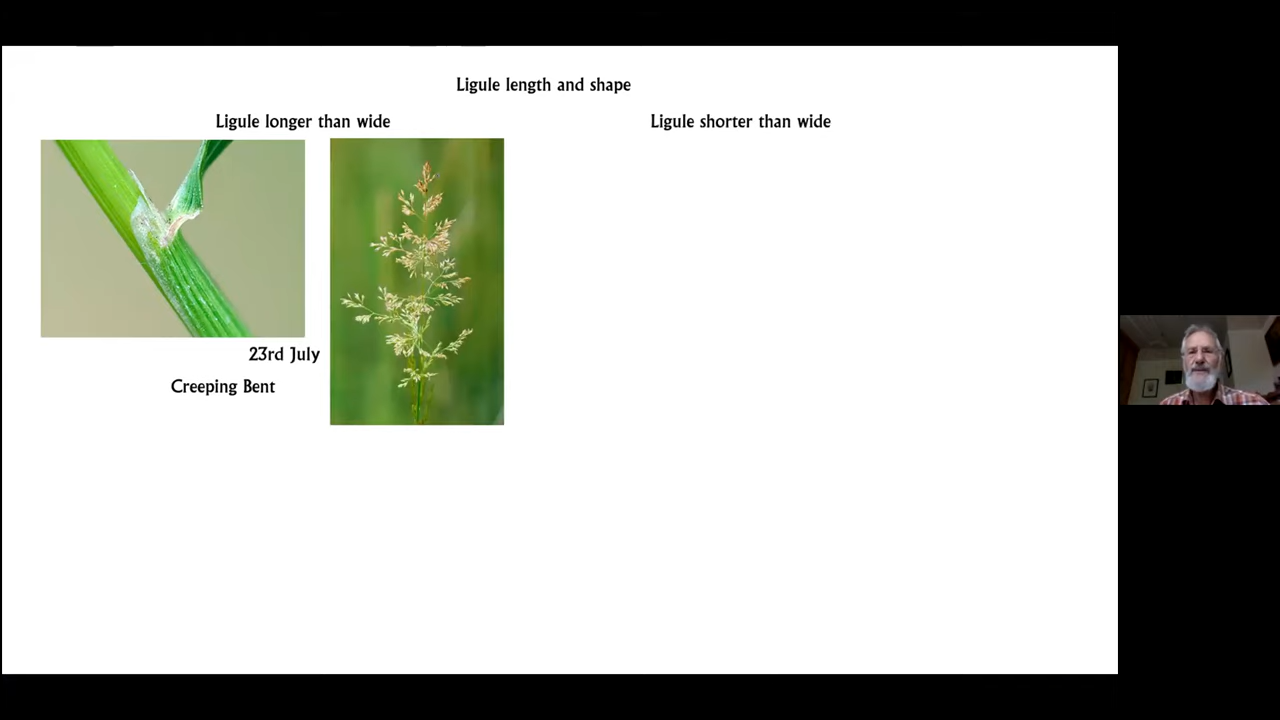 Ligule length and shape
Ligule longer than wide
Ligule shorter than wide
23rd July
Creeping Bent